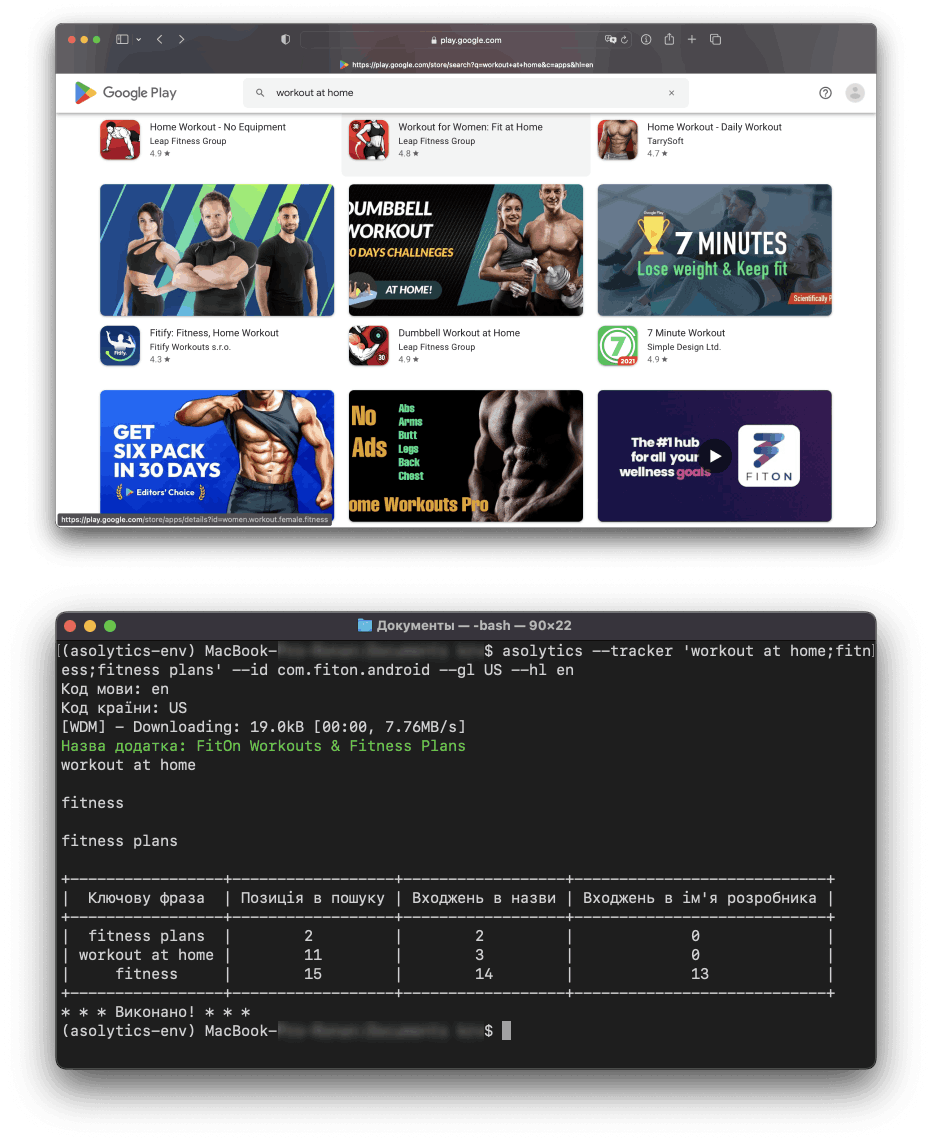 play.google.com
https://play.google.com/store/search?q=workout+at+home&c=apps&hl=en
Google Play
workout at home
Home Workout - No Equipment
Leap Fitness Group
4.9 ★
Workout for Women: Fit at Home
Leap Fitness Group
4.8 ★
Home Workout - Daily Workout
TarrySoft
4.7 ★
DUMBBELL
WORKOUT
30 DAYS CHALLNEGES
AT HOME!
Google Play
7 MINUTES
Lose weight & Keep fit
Scientifically P
Fitify
Fitify: Fitness, Home Workout
Fitify Workouts s.r.o.
4.3 ★
30
Dumbbell Workout at Home
Leap Fitness Group
4.9 ★
7
2021
7 Minute Workout
Simple Design Ltd.
4.9 ★
GET
SIX PACK
IN 30 DAYS
Editors' Choice
No
Ads
Abs
Arms
Butt
Legs
Back
Chest
ome Workouts Pro
The #1 hub
for all your
wellness goals
FITON
https://play.google.com/store/apps/details?id=women.workout.female.fitness
Документы — -bash — 90×22
(asolytics-env) MacBook-
$ asolytics --tracker 'workout at home;fitn
ess;fitness plans' --id com.fiton.android --gl US --hl en
Код мови: en
Код країни: US
[WDM] - Downloading: 19.0kB [00:00, 7.76MB/s]
Назва додатка: FitOn Workouts & Fitness Plans
workout at home
fitness
fitness plans
+-----------------+-------------------+-------------------+----------------------------+
| Ключову фраза | Позиція в пошуку | Входжень в назви | Входжень в ім'я розробника |
+-----------------+-------------------+-------------------+----------------------------+
| fitness plans | 2 | 2 | 0 |
| workout at home | 11 | 3 | 0 |
| fitness | 15 | 14 | 13 |
+-----------------+-------------------+-------------------+----------------------------+
* * * Виконано! * * *
(asolytics-env) MacBook-
$